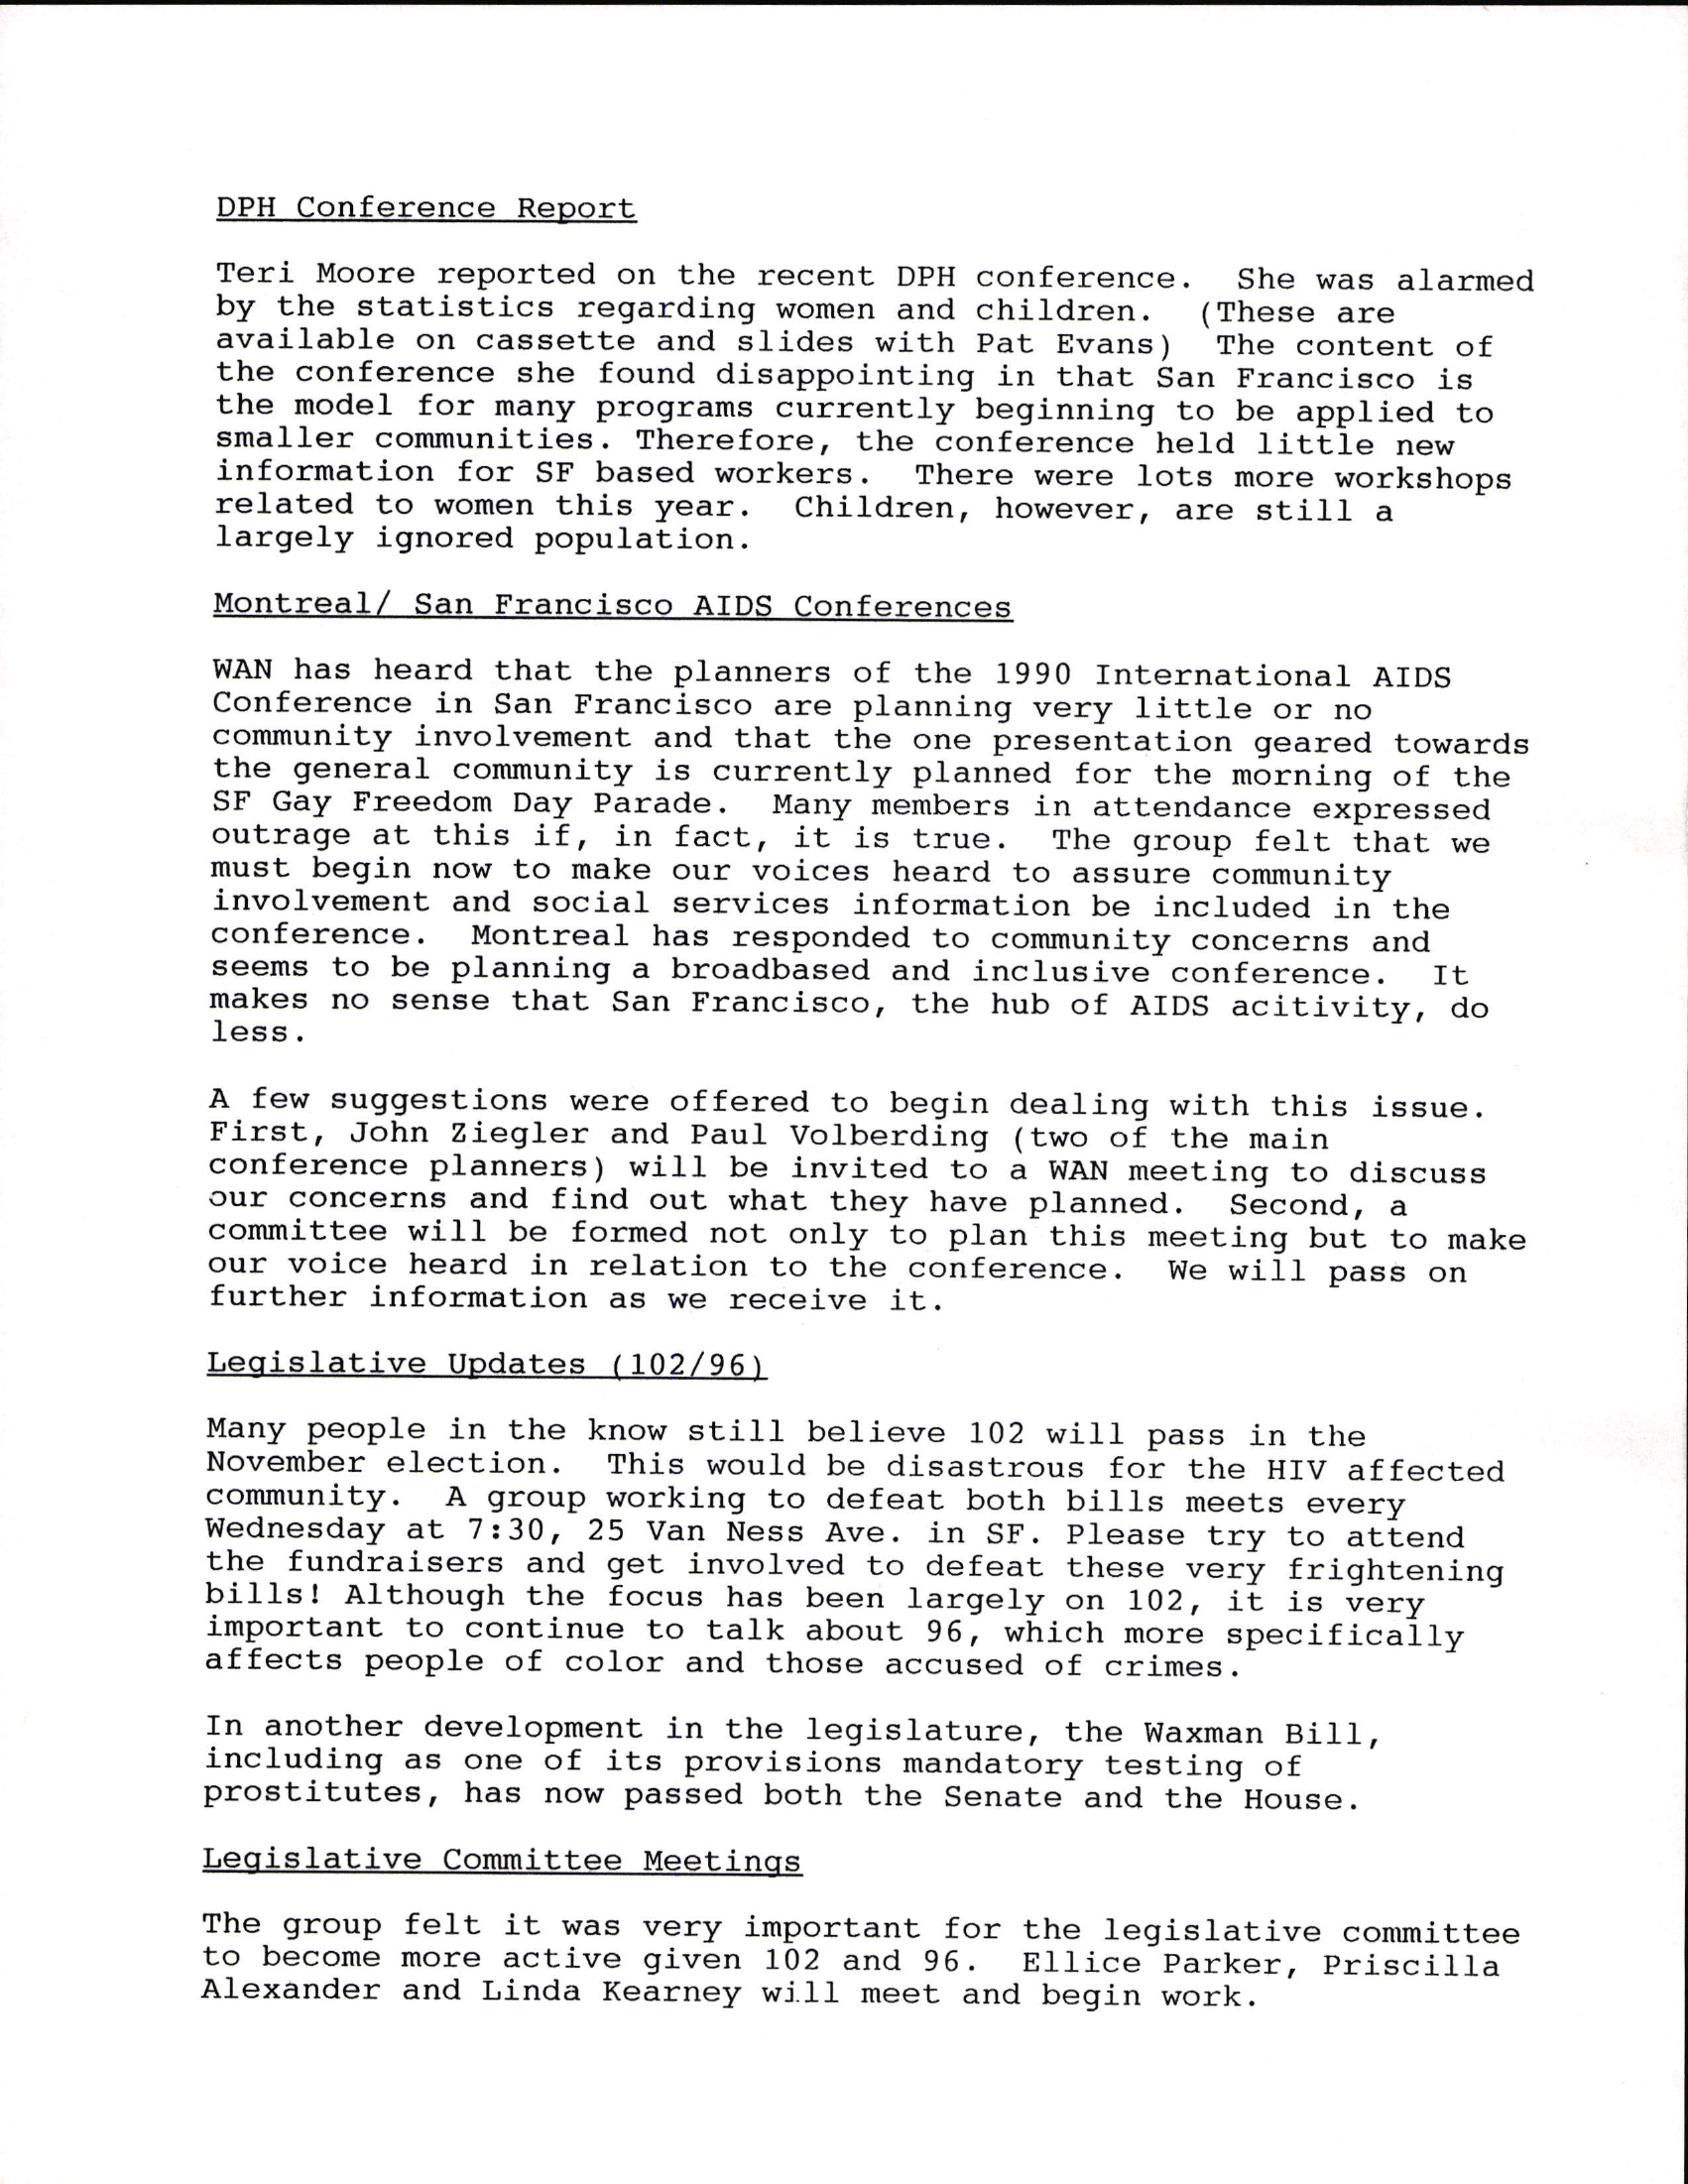 DPH Conference Report
Teri Moore reported on the recent DPH conference. She was alarmed
by the statistics regarding women and children. (These are
available on cassette and slides with Pat Evans) The content of
the conference she found disappointing in that San Francisco is
the model for many programs currently beginning to be applied to
smaller communities. Therefore, the conference held little new
information for SF based workers. There were lots more workshops
related to women this year. Children, however, are still a
largely ignored population.
Montreal/ San Francisco AIDS Conferences
WAN has heard that the planners of the 1990 International AIDS
Conference in San Francisco are planning very little or no
community involvement and that the one presentation geared towards
the general community is currently planned for the morning of the
SF Gay Freedom Day Parade. Many members in attendance expressed
outrage at this if, in fact, it is true. The group felt that we
must begin now to make our voices heard to assure community
involvement and social services information be included in the
conference. Montreal has responded to community concerns and
seems to be planning a broadbased and inclusive conference. It
makes no sense that San Francisco, the hub of AIDS acitivity, do
less.
A few suggestions were offered to begin dealing with this issue.
First, John Ziegler and Paul Volberding (two of the main
conference planners) will be invited to a WAN meeting to discuss
our concerns and find out what they have planned. Second, a
committee will be formed not only to plan this meeting but to make
our voice heard in relation to the conference. We will pass on
further information as we receive it.
Legislative Updates (102/96)
Many people in the know still believe 102 will pass in the
November election. This would be disastrous for the HIV affected
community. A group working to defeat both bills meets every
Wednesday at 7:30, 25 Van Ness Ave. in SF. Please try to attend
the fundraisers and get involved to defeat these very frightening
bills! Although the focus has been largely on 102, it is very
important to continue to talk about 96, which more specifically
affects people of color and those accused of crimes.
In another development in the legislature, the Waxman Bill,
including as one of its provisions mandatory testing of
prostitutes, has now passed both the Senate and the House.
Legislative Committee Meetings
The group felt it was very important for the legislative committee
to become more active given 102 and 96. Ellice Parker, Priscilla
Alexander and Linda Kearney will meet and begin work.